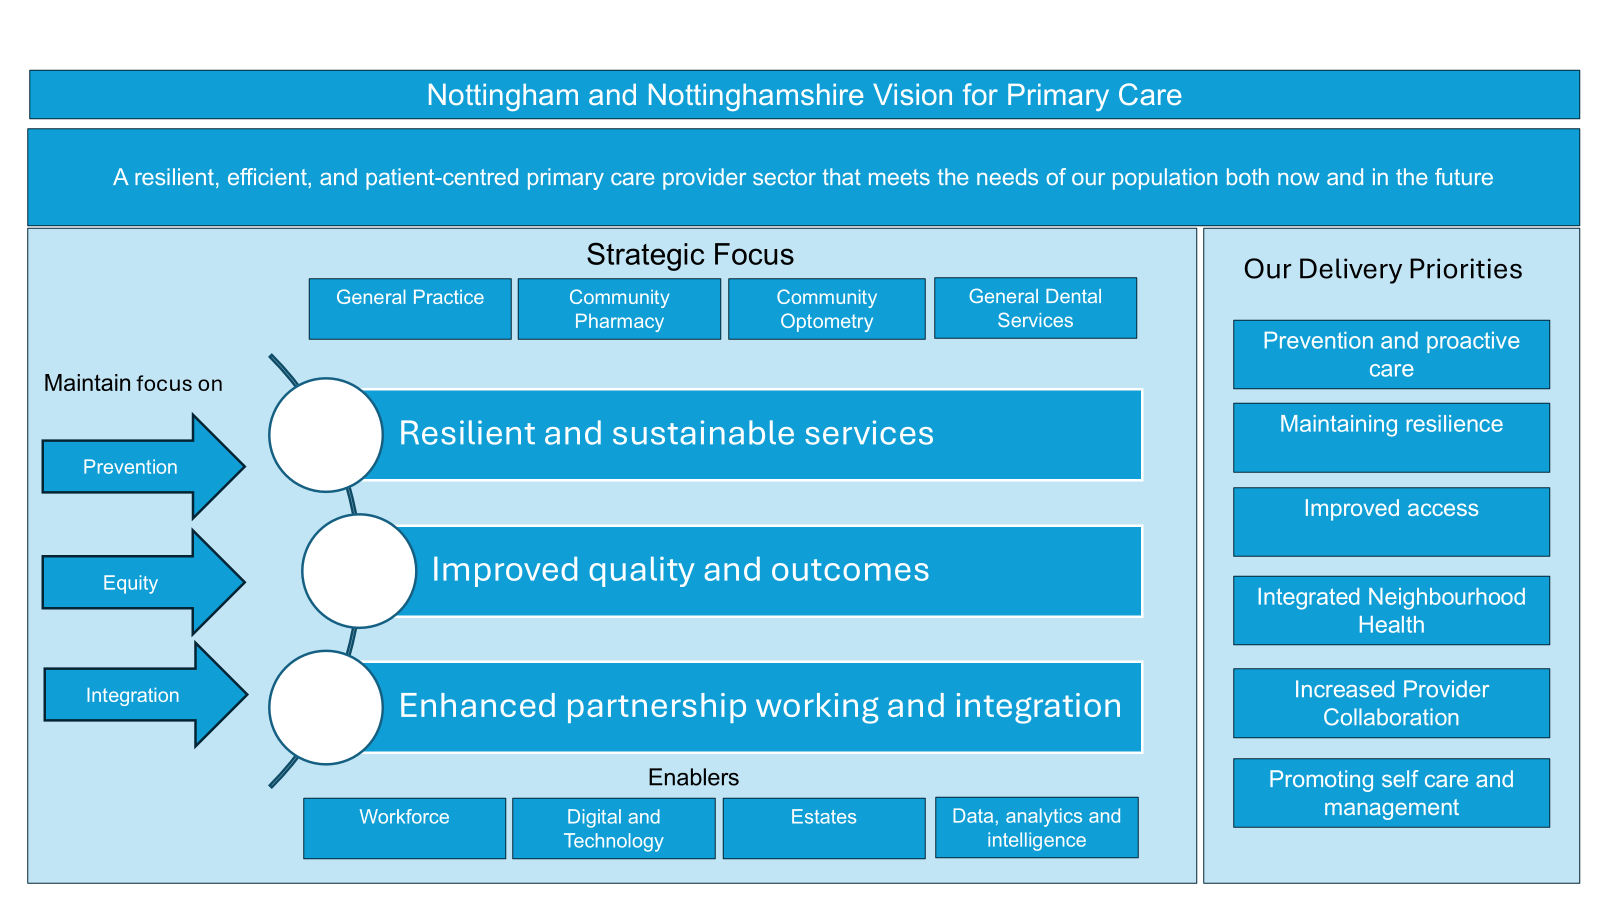 Nottingham and Nottinghamshire Vision for Primary Care
A resilient, efficient, and patient-centred primary care provider sector that meets the needs of our population both now and in the future
Strategic Focus
General Practice
Community
Pharmacy
Community
Optometry
General Dental
Services
Maintain focus on
Prevention
Equity
Integration
Resilient and sustainable services
Improved quality and outcomes
Enhanced partnership working and integration
Enablers
Workforce
Digital and
Technology
Estates
Data, analytics and
intelligence
Our Delivery Priorities
Prevention and proactive
care
Maintaining resilience
Improved access
Integrated Neighbourhood
Health
Increased Provider
Collaboration
Promoting self care and
management